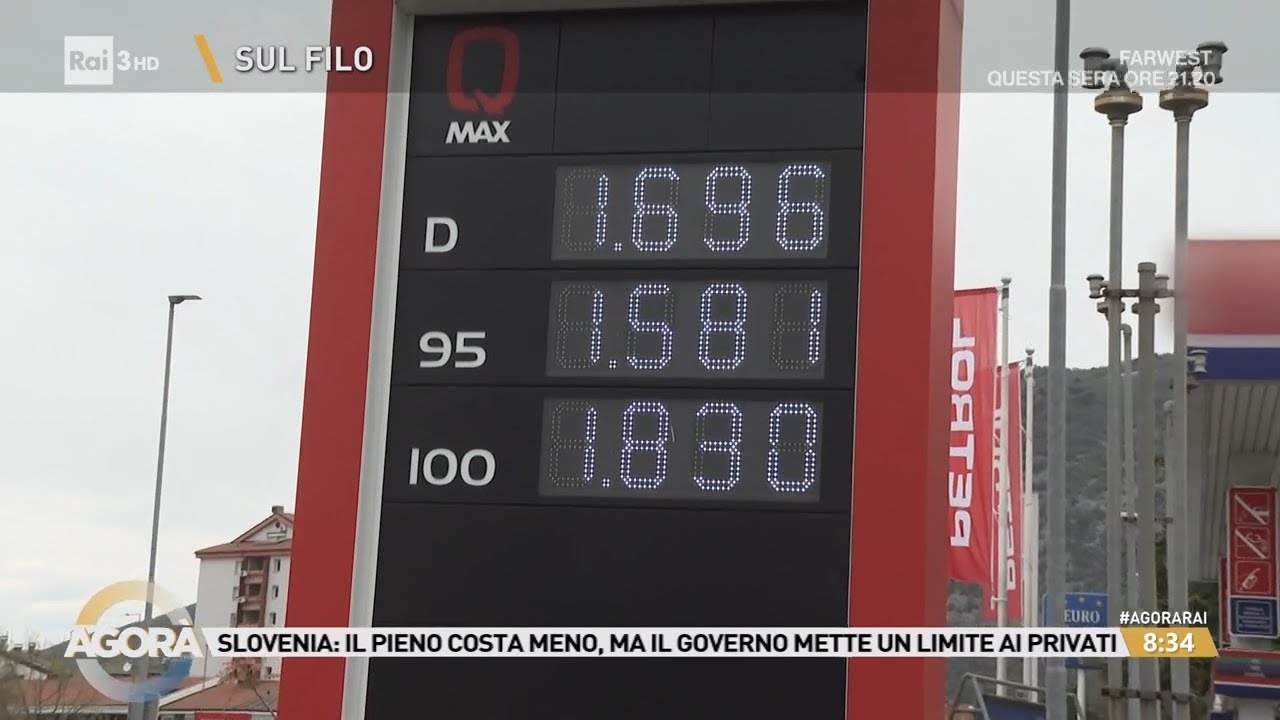 Rai 3HD
SUL FILO
FARWEST
QUESTA SERA ORE 21.20
Q
MAX
D 1.696
95 1.581
100 1.830
PETROL
PETROL
EURO
#AGORARAI
AGORÀ
SLOVENIA: IL PIENO COSTA MENO, MA IL GOVERNO METTE UN LIMITE AI PRIVATI
8:34